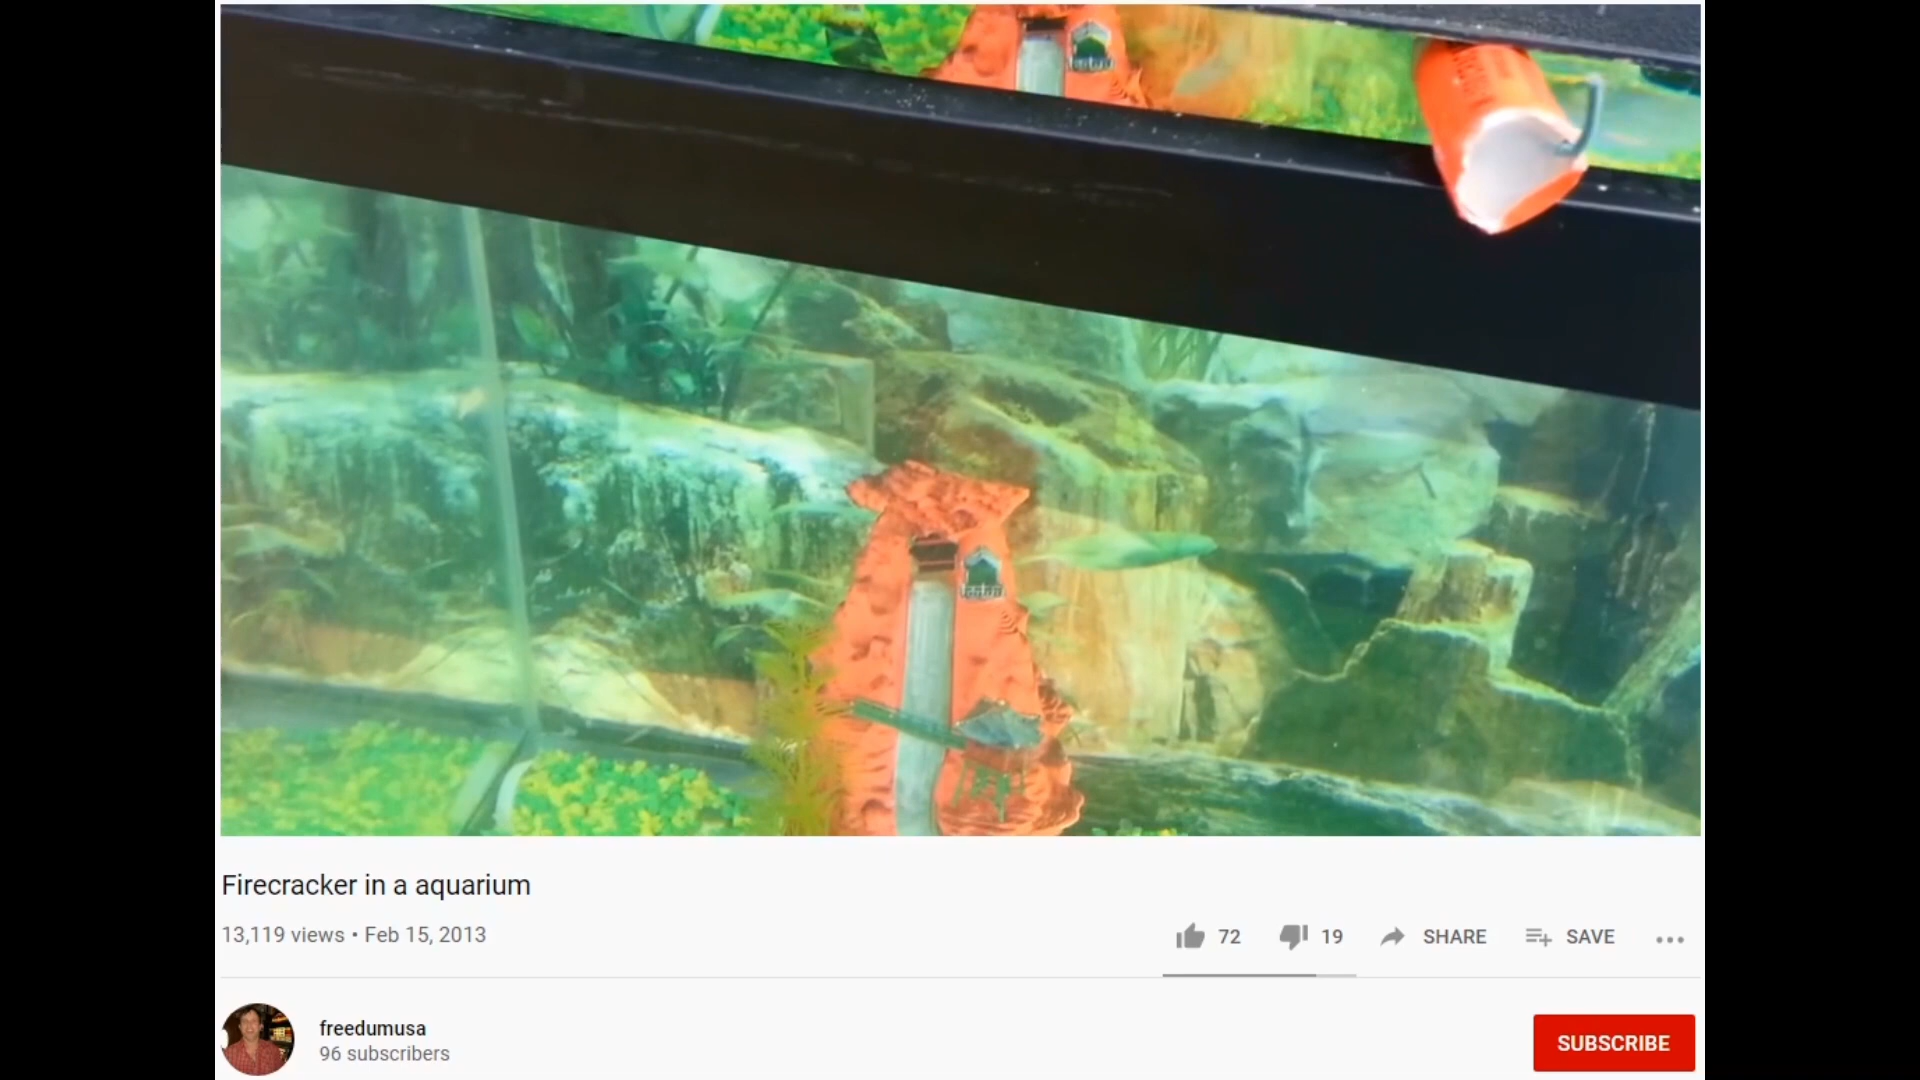 Firecracker in a aquarium
13,119 views • Feb 15, 2013
72
19
SHARE
SAVE
freedumusa
96 subscribers
SUBSCRIBE